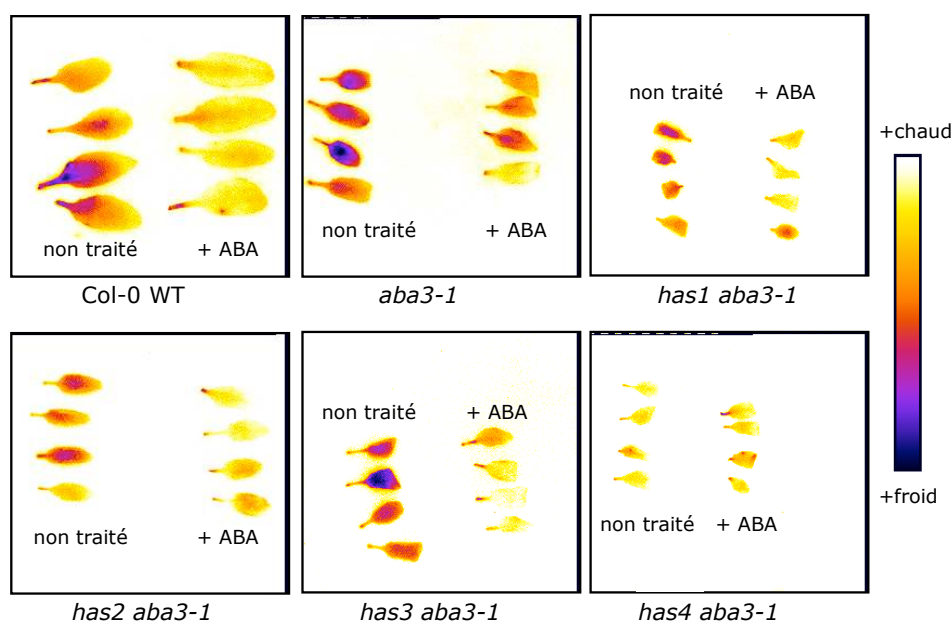 non traité + ABA
Col-0 WT
non traité + ABA
aba3-1
non traité + ABA
has1 aba3-1
+chaud
+froid
non traité + ABA
has2 aba3-1
non traité + ABA
has3 aba3-1
non traité + ABA
has4 aba3-1